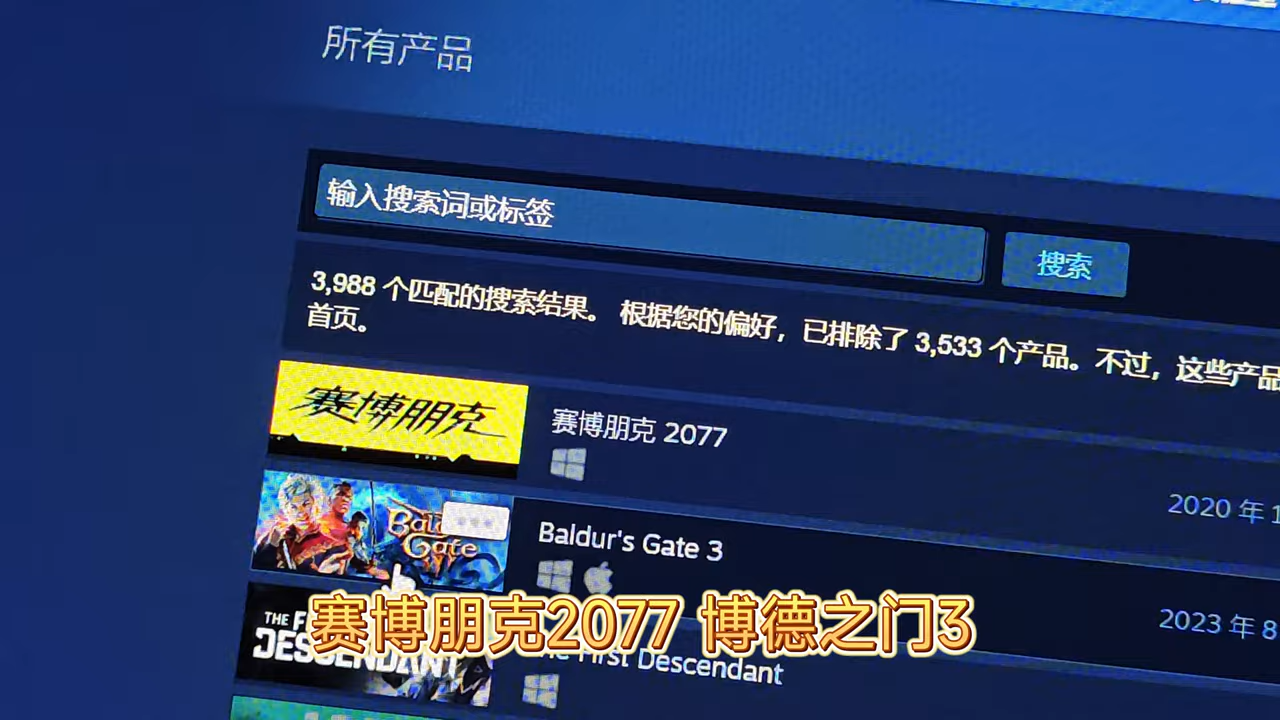 所有产品
输入搜索词或标签
搜索
3,988 个匹配的搜索结果。 根据您的偏好，已排除了 3,533 个产品。不过，这些产品
首页。
赛博朋克
赛博朋克 2077
2020 年 1
Baldur's Gate 3
Gate
2023 年 8
赛博朋克2077 博德之门3
THE
DESCENDANT
First Descendant